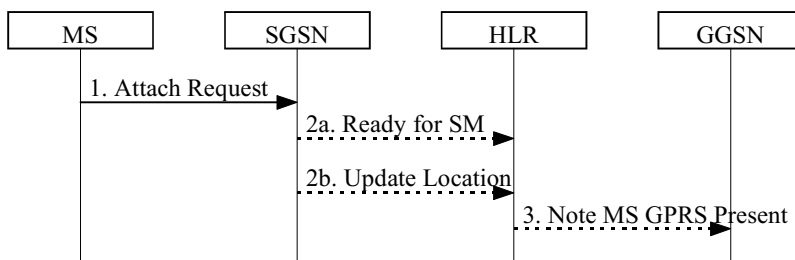 MS SGSN HLR GGSN
1. Attach Request
2a. Ready for SM
2b. Update Location
3. Note MS GPRS Present